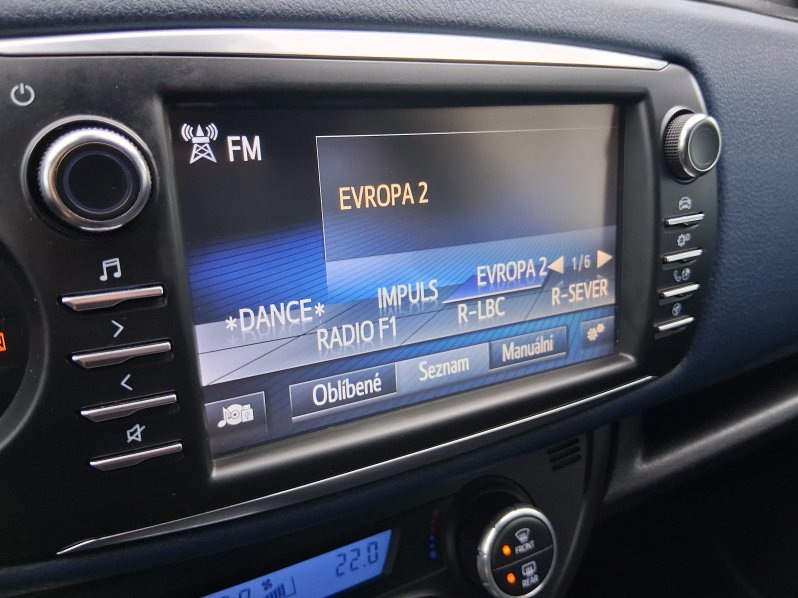 FM
EVROPA 2
*DANCE* IMPULS EVROPA 2 1/6
RADIO F1 R-LBC R-SEVER
Oblíbené Seznam Manuální
22.0
FRONT
REAR